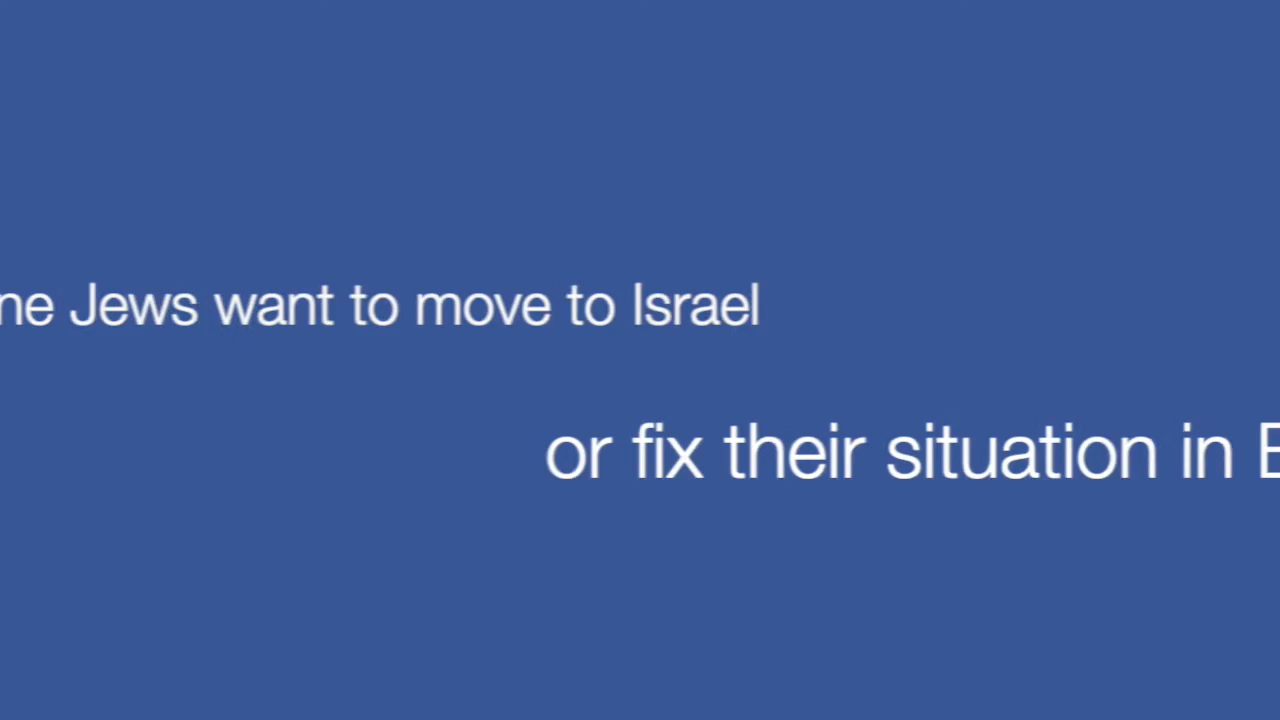 ne Jews want to move to Israel
or fix their situation in E